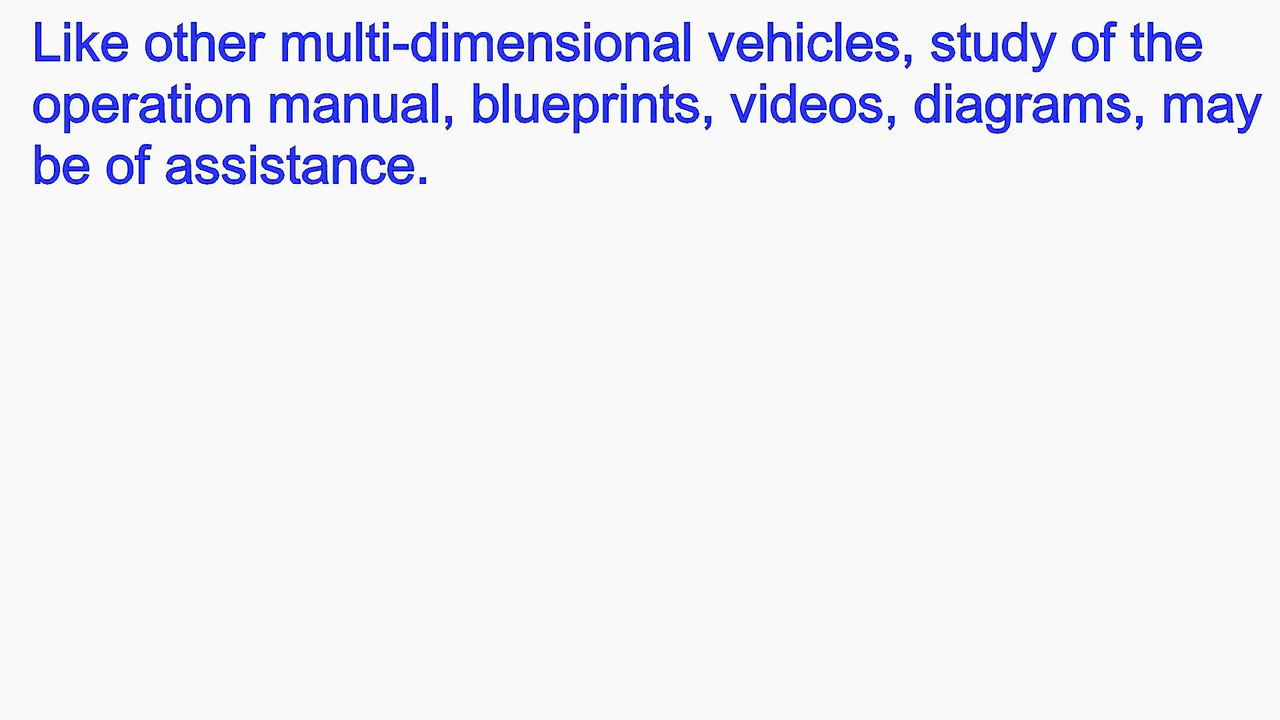 Like other multi-dimensional vehicles, study of the
operation manual, blueprints, videos, diagrams, may
be of assistance.